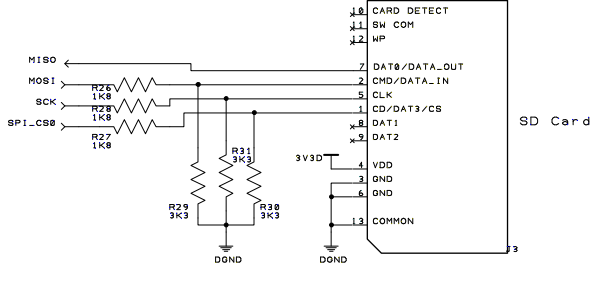 10 CARD DETECT
11 SW COM
12 WP
MISO
7 DAT0/DATA_OUT
MOSI
R26
1K8
2 CMD/DATA_IN
SCK
R28
1K8
5 CLK
SPI_CS0
R27
1K8
1 CD/DAT3/CS
8 DAT1
9 DAT2
SD Card
R31
3K3
3V3D
4 VDD
3 GND
6 GND
R29
3K3
R30
3K3
13 COMMON
J3
DGND
DGND